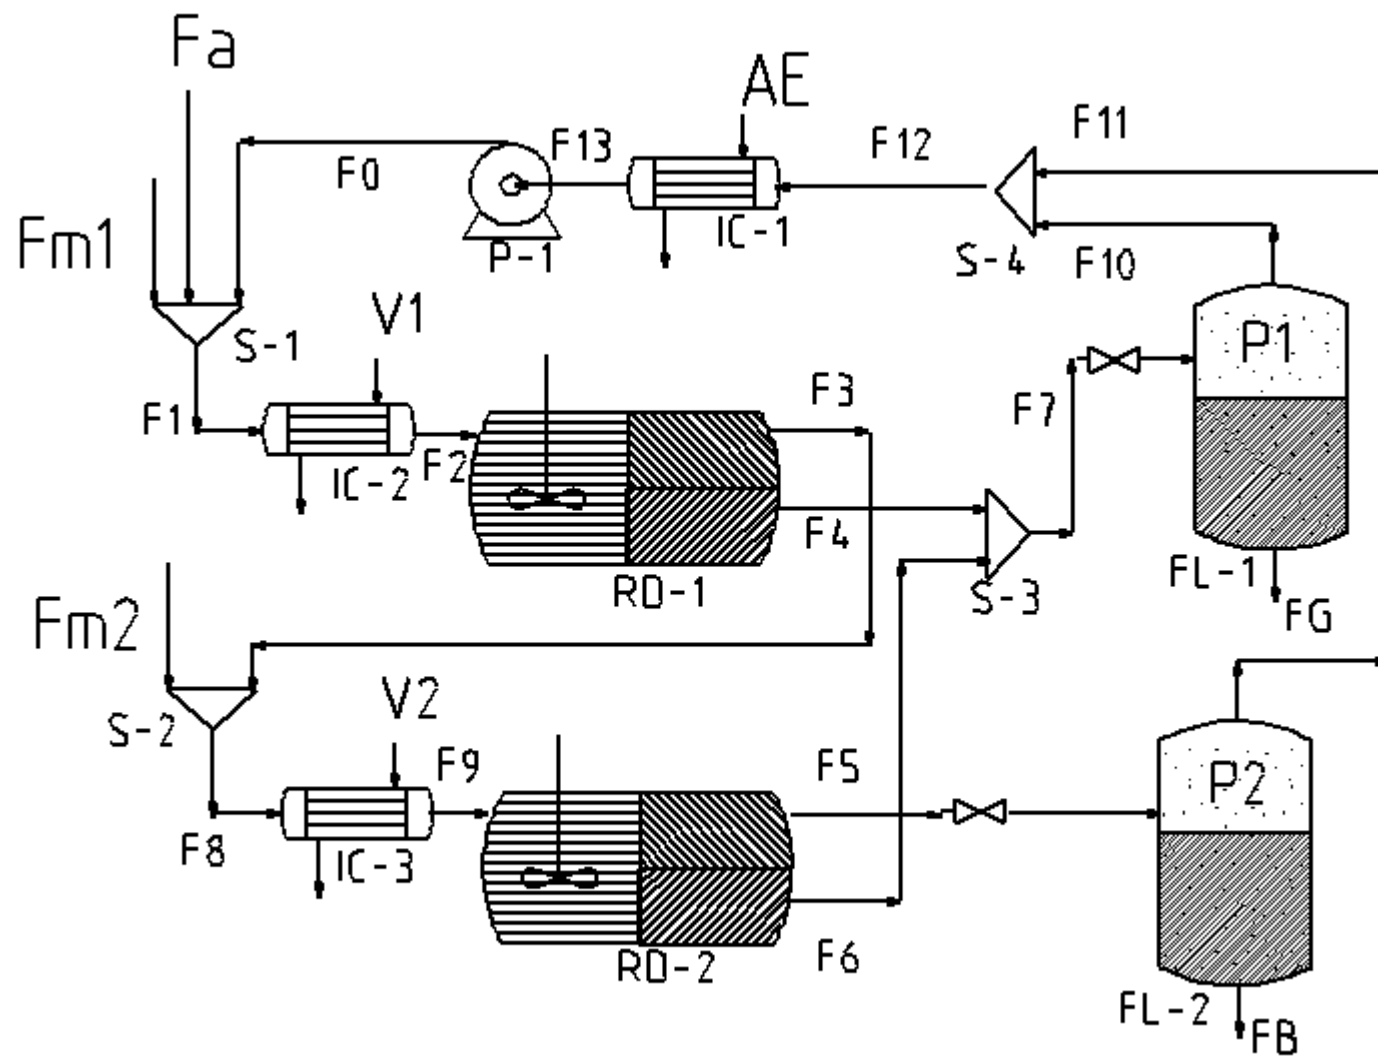 Fa
AE
F11
F13
F12
F0
Fm1
IC-1
P-1
S-4
F10
V1
S-1
P1
F3
F7
F1
F2
IC-2
F4
FL-1
RD-1
S-3
Fm2
FG
V2
S-2
F9
F5
P2
F8
IC-3
RD-2
F6
FL-2
FB